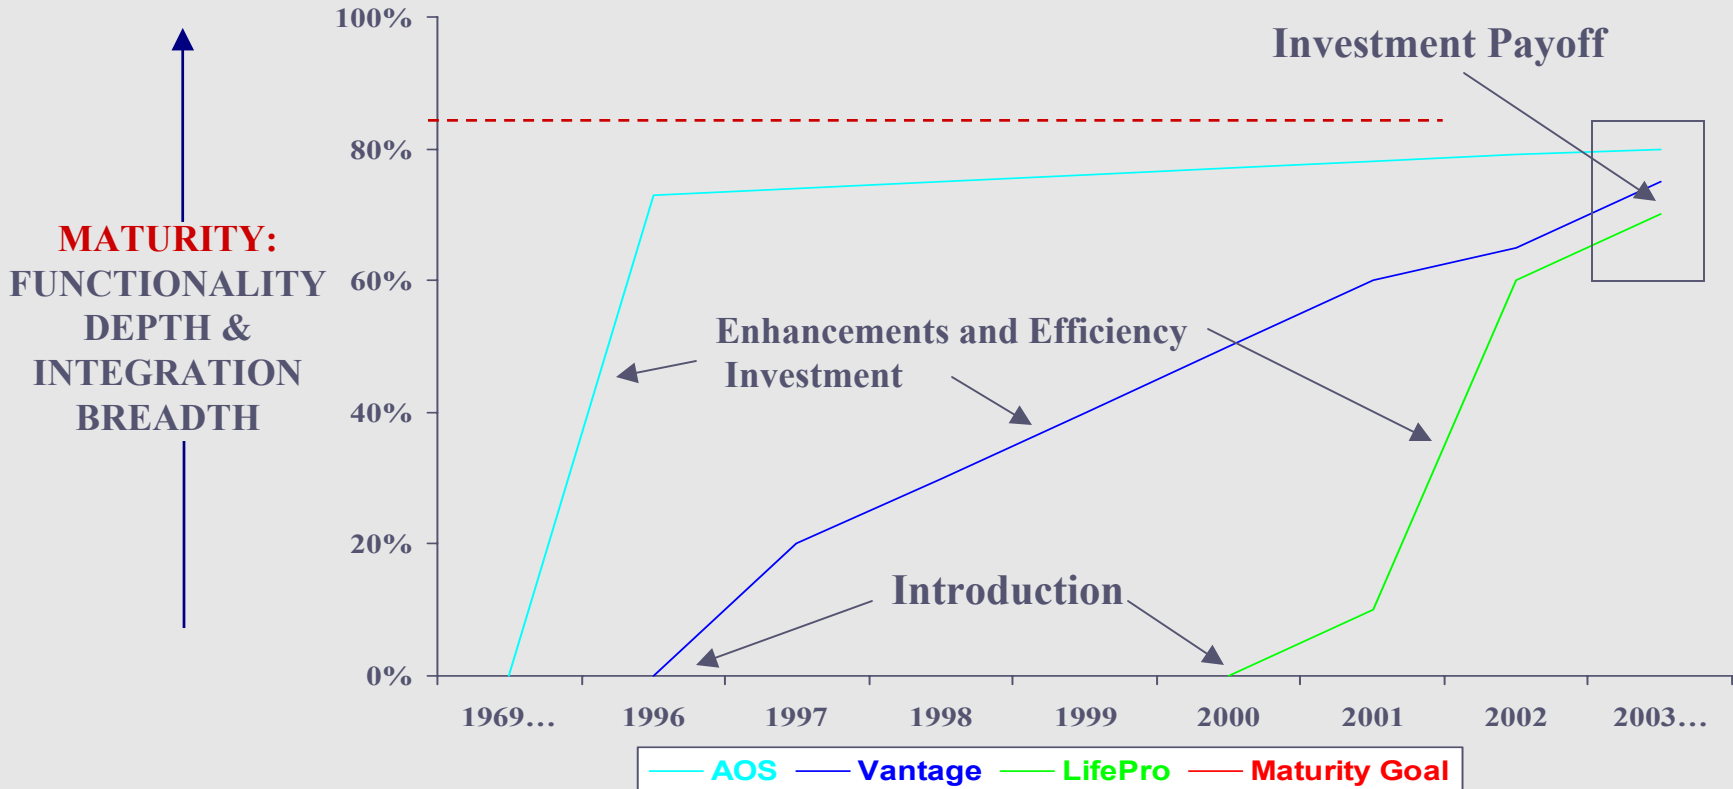 100%
Investment Payoff
80%
MATURITY:
FUNCTIONALITY
DEPTH &
INTEGRATION
BREADTH
60%
Enhancements and Efficiency
Investment
40%
20%
Introduction
0%
1969… 1996 1997 1998 1999 2000 2001 2002 2003…
AOS Vantage LifePro Maturity Goal